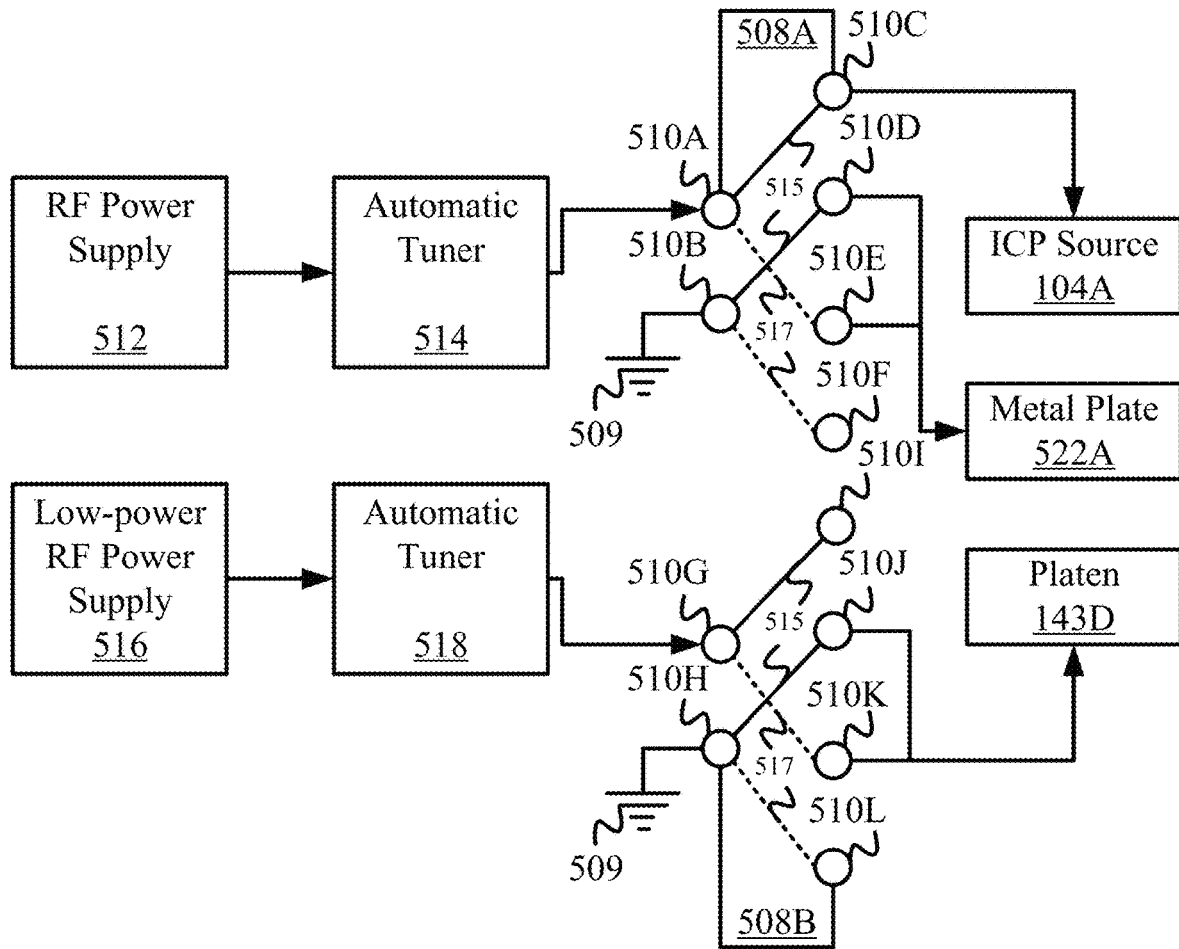 508A
510C
510D
510A
RF Power
Supply
512
Automatic
Tuner
514
515
510B
510E
ICP Source
104A
517
510F
509
Metal Plate
522A
510I
Low-power
RF Power
Supply
516
Automatic
Tuner
518
510J
510G
515
Platen
143D
510H
510K
517
510L
509
508B